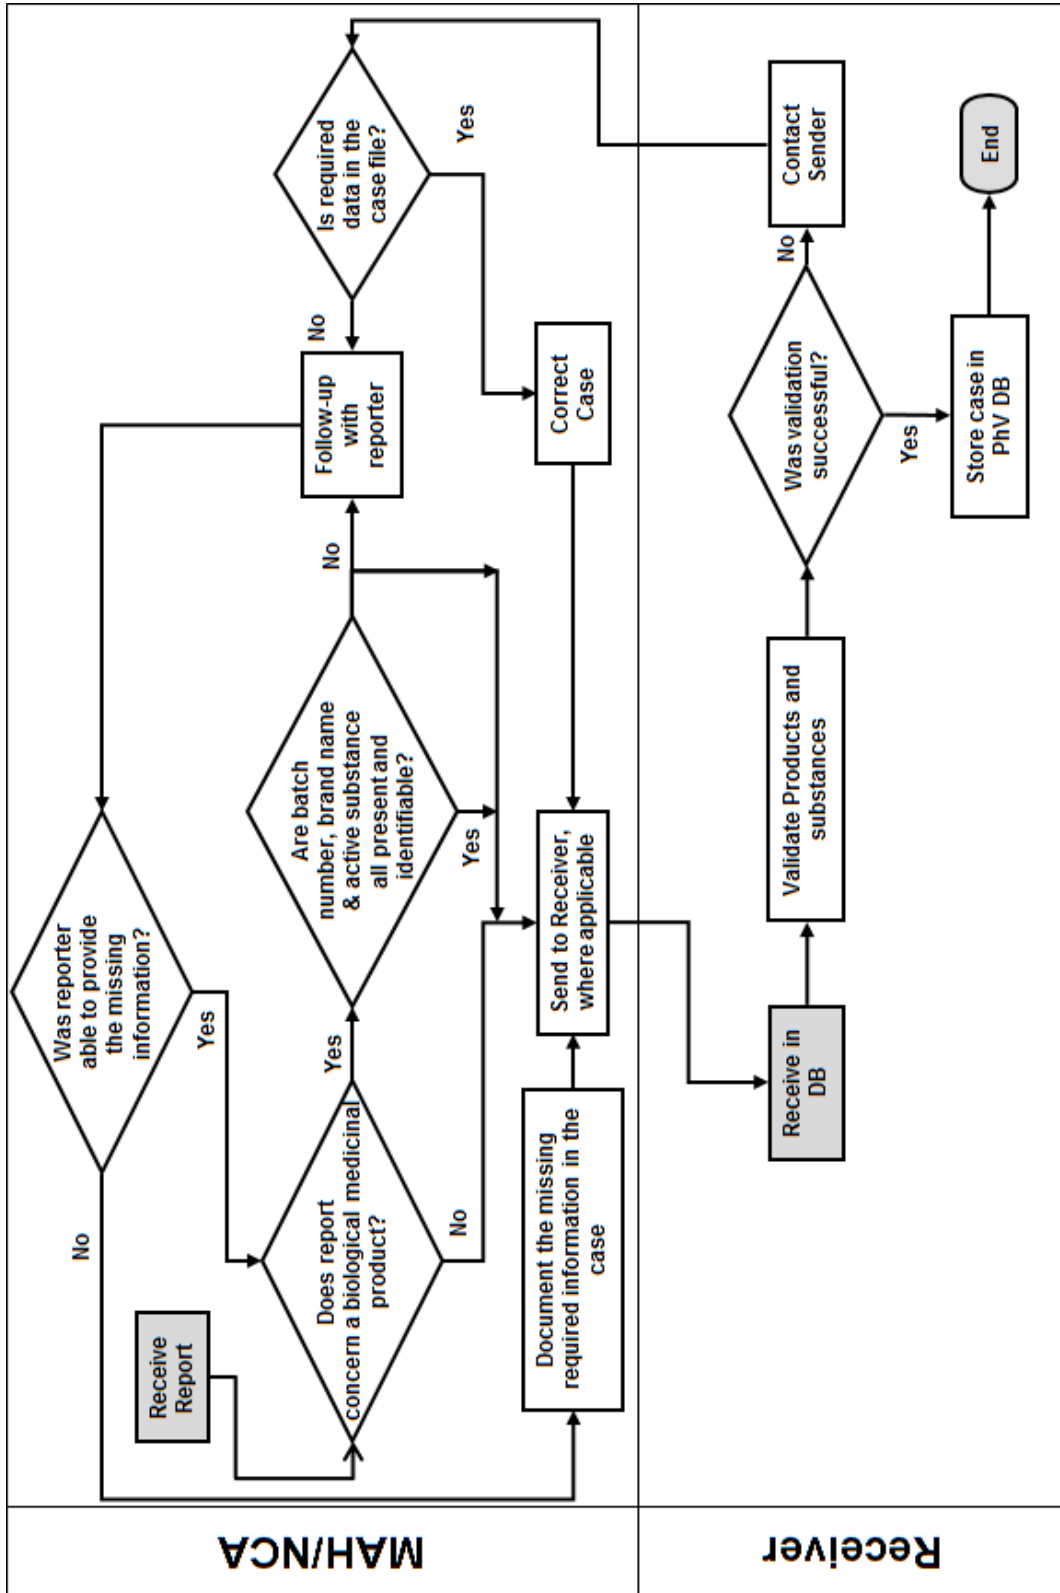 MAH/NCA
Receive
Report
Was reporter
able to provide
the missing
information?
No
Yes
Does report
concern a biological medicinal
product?
Yes
No
Are batch
number, brand name
& active substance
all present and
identifiable?
No
Yes
Follow-up
with
reporter
No
Is required
data in the
case file?
Yes
Correct
Case
Document the missing
required information in the
case
Send to Receiver,
where applicable
Receiver
Receive in
DB
Validate Products and
substances
Was validation
successful?
No
Yes
Contact
Sender
Store case in
PhV DB
End